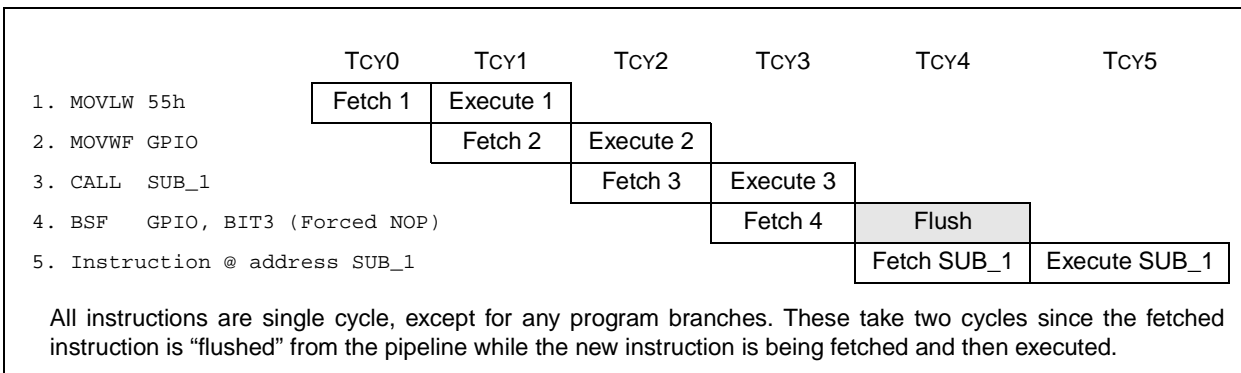 TCY0 TCY1 TCY2 TCY3 TCY4 TCY5
1. MOVLW 55h Fetch 1 Execute 1
2. MOVWF GPIO Fetch 2 Execute 2
3. CALL SUB_1 Fetch 3 Execute 3
4. BSF GPIO, BIT3 (Forced NOP) Fetch 4 Flush
5. Instruction @ address SUB_1 Fetch SUB_1 Execute SUB_1
All instructions are single cycle, except for any program branches. These take two cycles since the fetched
instruction is “flushed” from the pipeline while the new instruction is being fetched and then executed.